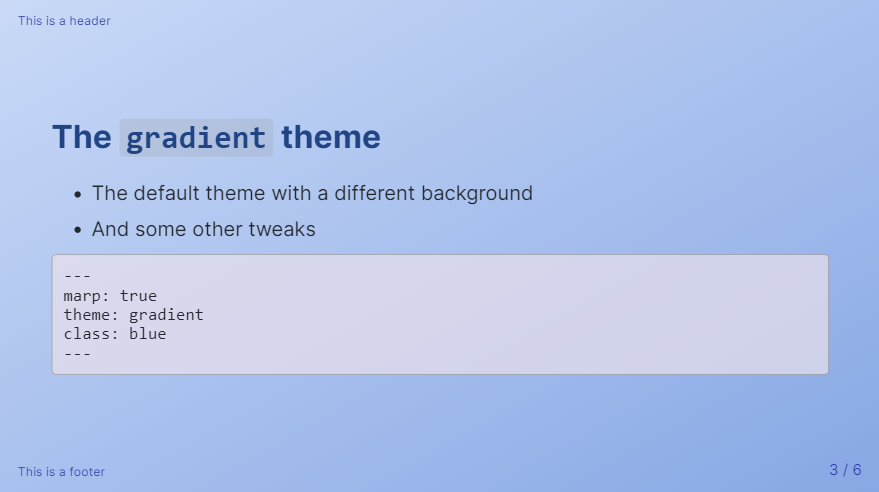 This is a header
The gradient theme
• The default theme with a different background
• And some other tweaks
---
marp: true
theme: gradient
class: blue
---
This is a footer
3 / 6